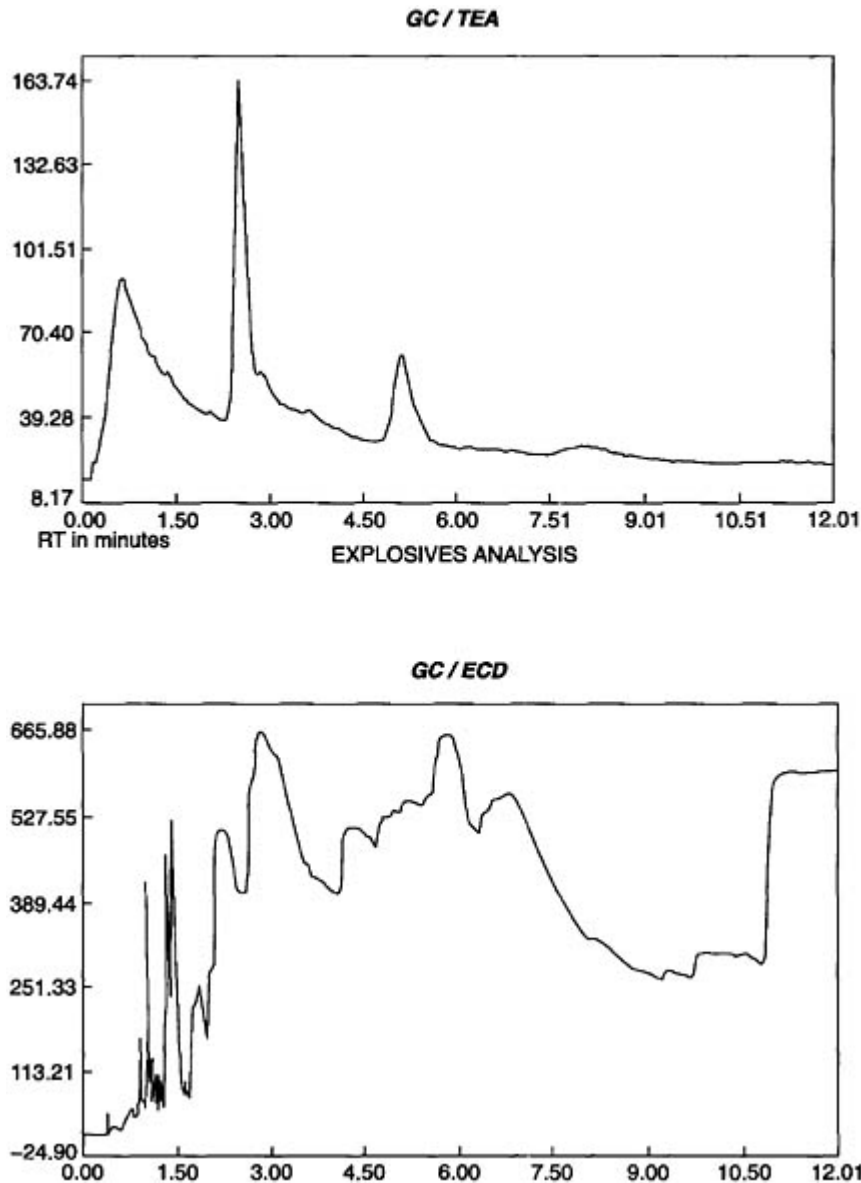 GC / TEA
163.74
132.63
101.51
70.40
39.28
8.17
0.00 1.50 3.00 4.50 6.00 7.51 9.01 10.51 12.01
RT in minutes
EXPLOSIVES ANALYSIS
GC / ECD
665.88
527.55
389.44
251.33
113.21
-24.90
0.00 1.50 3.00 4.50 6.00 7.50 9.00 10.50 12.01